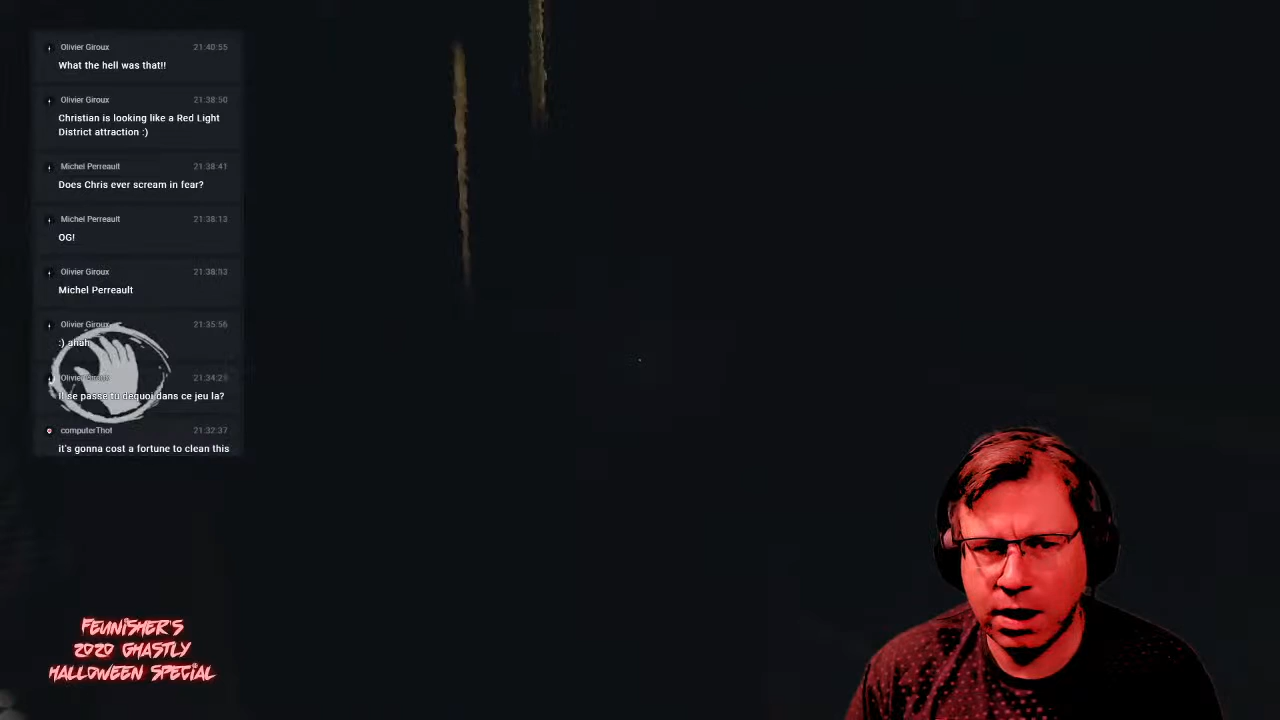 Olivier Giroux 21:40:55
What the hell was that!!
Olivier Giroux 21:38:50
Christian is looking like a Red Light
District attraction :)
Michel Perreault 21:38:41
Does Chris ever scream in fear?
Michel Perreault 21:38:13
OG!
Olivier Giroux
Michel Perreault
Olivier Giroux 21:35:56
:) ahah
Olivier Giroux
Il se passe tu dequoi dans ce jeu la?
computerThot 21:32:37
it's gonna cost a fortune to clean this
FEUNISHER'S
2020 GHASTLY
HALLOWEEN SPECIAL